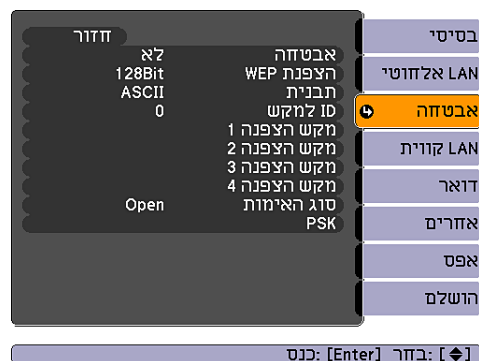 חזור
אבטחה לא
הצפנת WEP 128Bit
תבנית ASCII
ID למקש 0
מקש הצפנה 1
מקש הצפנה 2
מקש הצפנה 3
מקש הצפנה 4
סוג האימות Open
PSK
בסיסי
LAN אלחוטי
אבטחה
LAN קווית
דואר
אחרים
אפס
הושלם
[◆] :בחר [Enter] :כנס